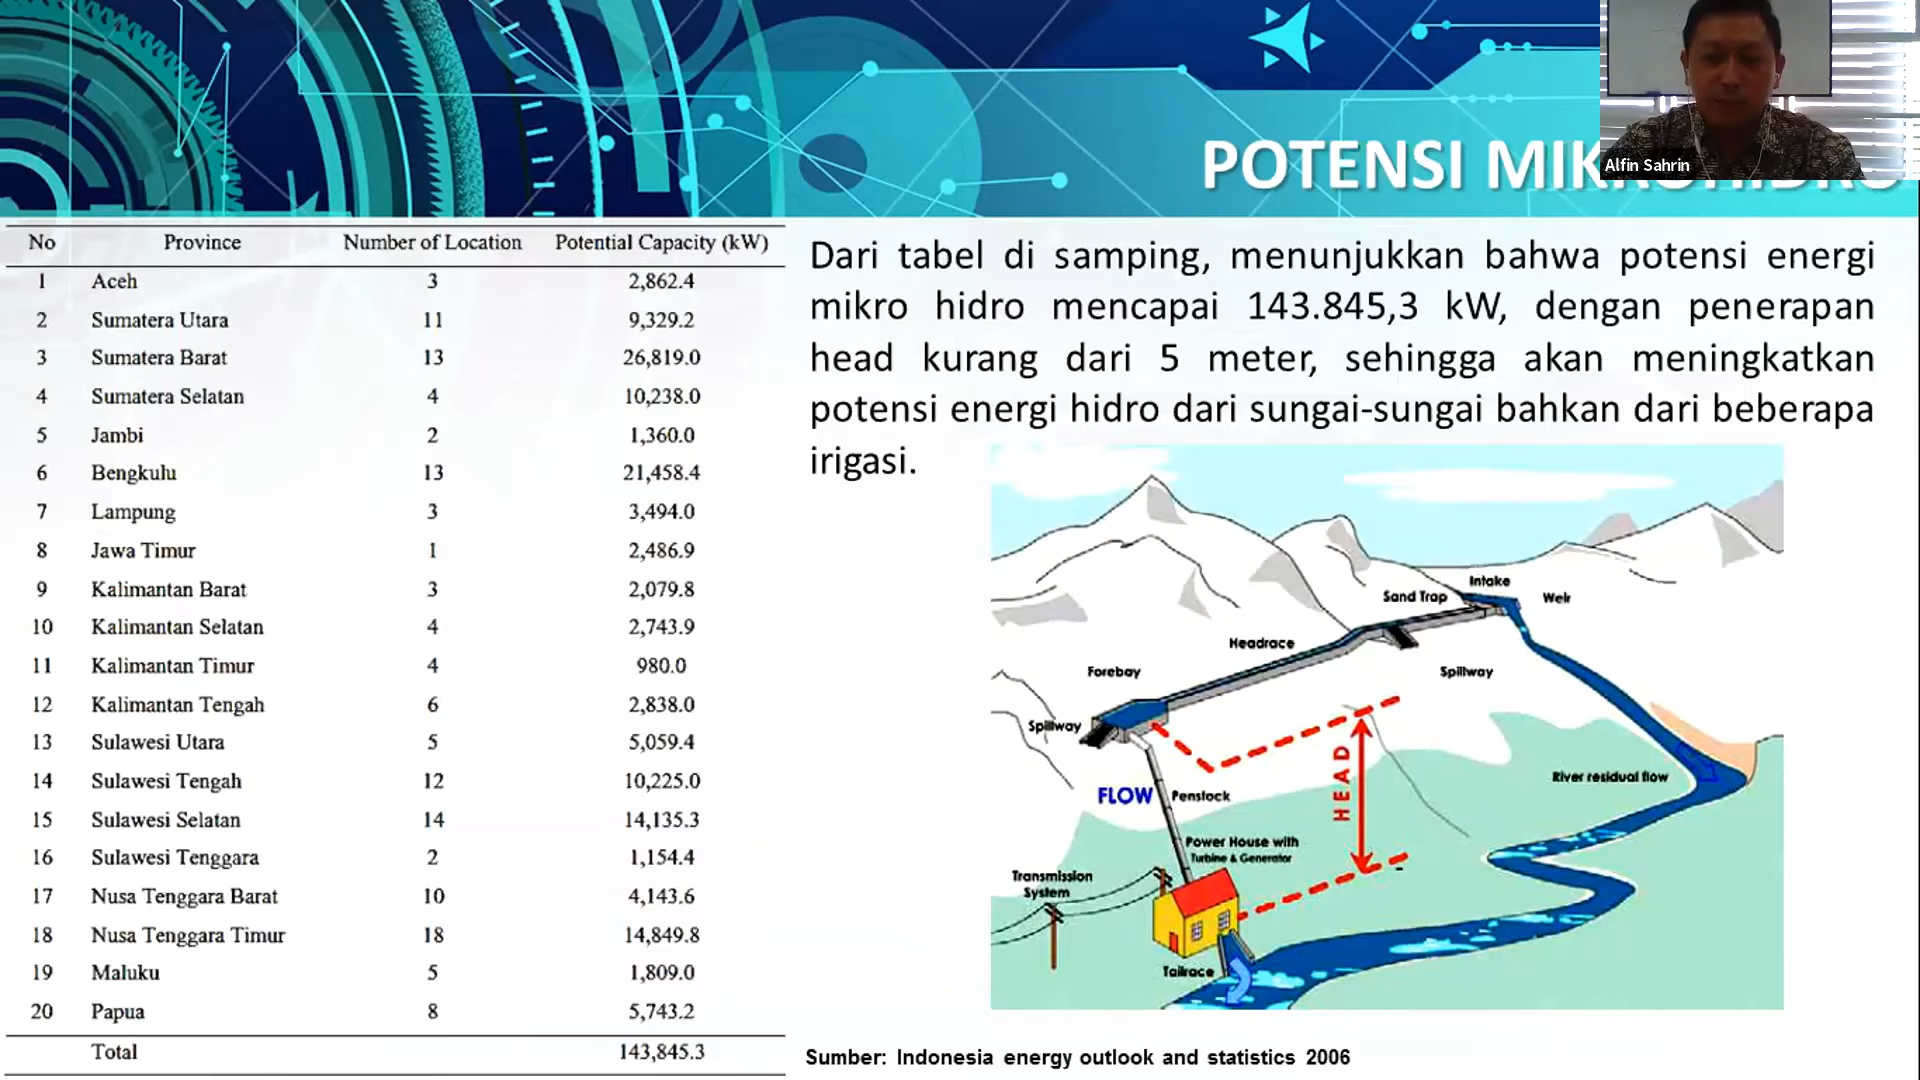 POTENSI MIKROHIDRO
Alfin Sahrin
No Province Number of Location Potential Capacity (kW)
1 Aceh 3 2,862.4
2 Sumatera Utara 11 9,329.2
3 Sumatera Barat 13 26,819.0
4 Sumatera Selatan 4 10,238.0
5 Jambi 2 1,360.0
6 Bengkulu 13 21,458.4
7 Lampung 3 3,494.0
8 Jawa Timur 1 2,486.9
9 Kalimantan Barat 3 2,079.8
10 Kalimantan Selatan 4 2,743.9
11 Kalimantan Timur 4 980.0
12 Kalimantan Tengah 6 2,838.0
13 Sulawesi Utara 5 5,059.4
14 Sulawesi Tengah 12 10,225.0
15 Sulawesi Selatan 14 14,135.3
16 Sulawesi Tenggara 2 1,154.4
17 Nusa Tenggara Barat 10 4,143.6
18 Nusa Tenggara Timur 18 14,849.8
19 Maluku 5 1,809.0
20 Papua 8 5,743.2
Total 143,845.3
Dari tabel di samping, menunjukkan bahwa potensi energi
mikro hidro mencapai 143.845,3 kW, dengan penerapan
head kurang dari 5 meter, sehingga akan meningkatkan
potensi energi hidro dari sungai-sungai bahkan dari beberapa
irigasi.
Intake
Sand Trap
Weir
Headrace
Forebay
Spillway
Spillway
HEAD
River residual flow
FLOW
Penstock
Power House with
Turbine & Generator
Transmission
System
Tailrace
Sumber: Indonesia energy outlook and statistics 2006